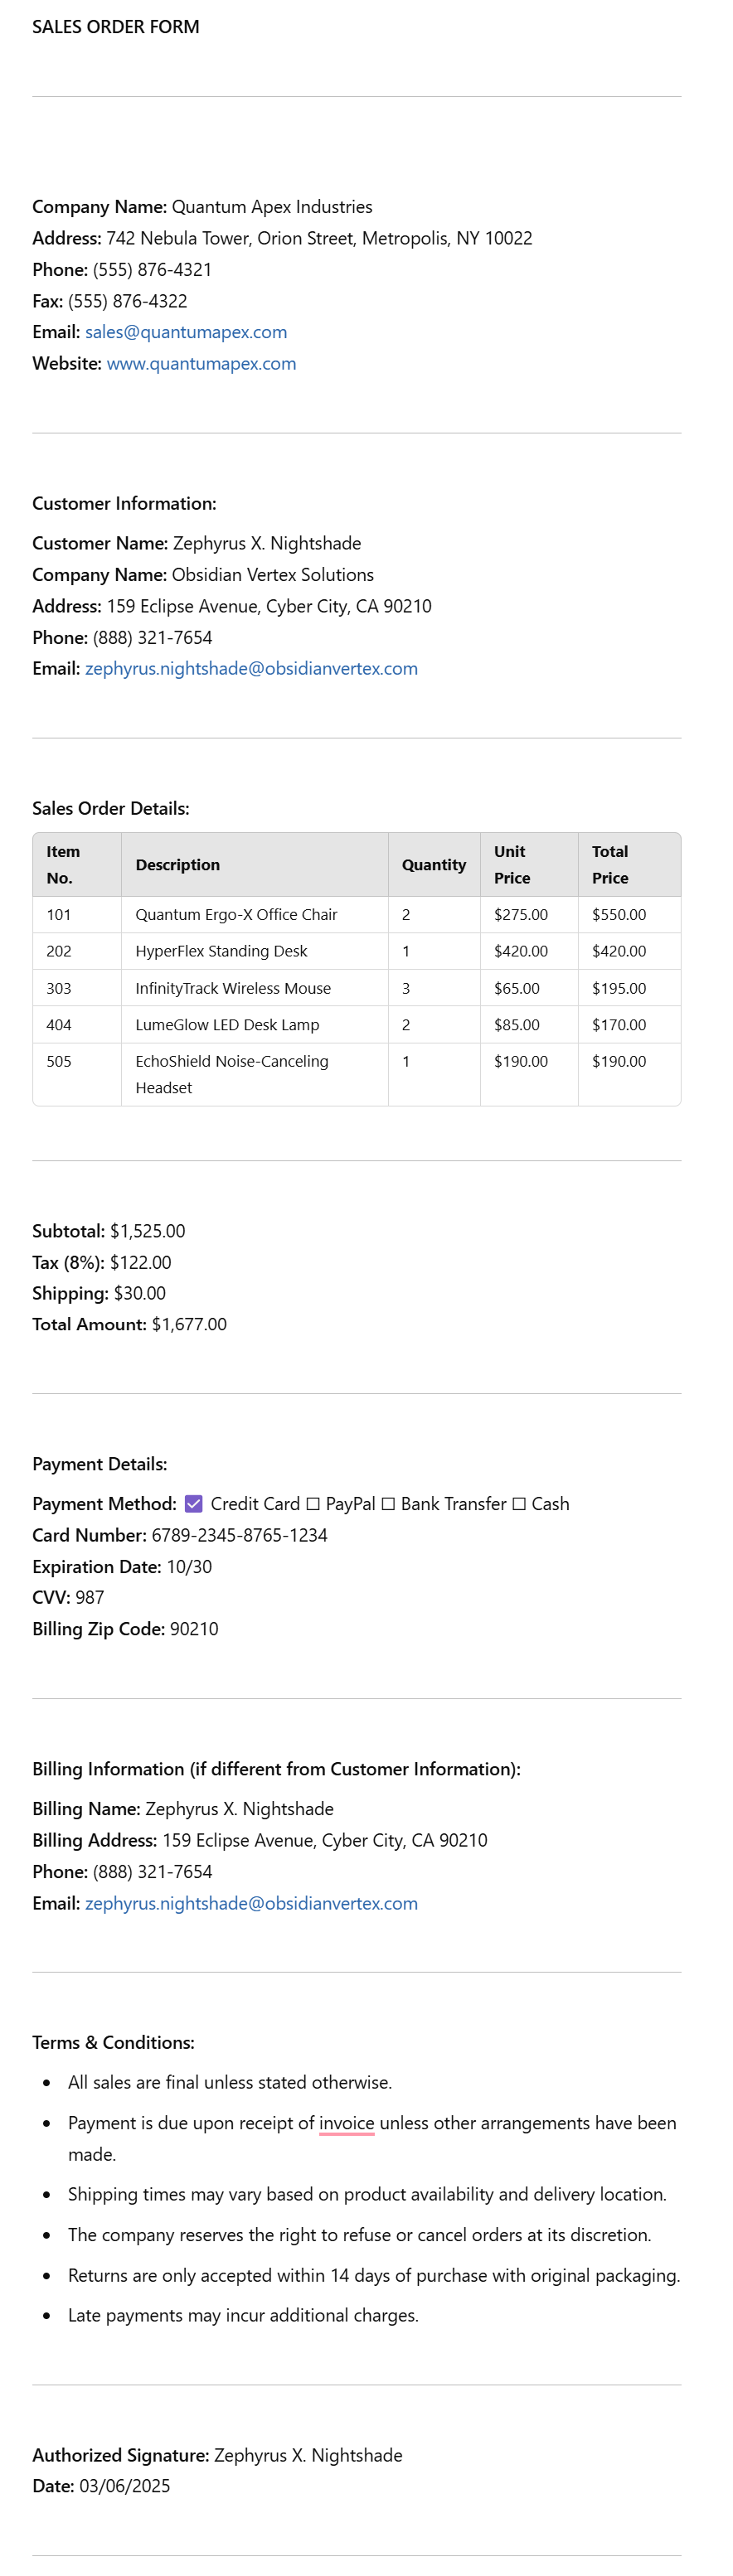 SALES ORDER FORM
Company Name: Quantum Apex Industries
Address: 742 Nebula Tower, Orion Street, Metropolis, NY 10022
Phone: (555) 876-4321
Fax: (555) 876-4322
Email: sales@quantumapex.com
Website: www.quantumapex.com
Customer Information:
Customer Name: Zephyrus X. Nightshade
Company Name: Obsidian Vertex Solutions
Address: 159 Eclipse Avenue, Cyber City, CA 90210
Phone: (888) 321-7654
Email: zephyrus.nightshade@obsidianvertex.com
Sales Order Details:
Item No. Description Quantity Unit Price Total Price
101 Quantum Ergo-X Office Chair 2 $275.00 $550.00
202 HyperFlex Standing Desk 1 $420.00 $420.00
303 InfinityTrack Wireless Mouse 3 $65.00 $195.00
404 LumeGlow LED Desk Lamp 2 $85.00 $170.00
505 EchoShield Noise-Canceling Headset 1 $190.00 $190.00
Subtotal: $1,525.00
Tax (8%): $122.00
Shipping: $30.00
Total Amount: $1,677.00
Payment Details:
Payment Method: ☑ Credit Card ☐ PayPal ☐ Bank Transfer ☐ Cash
Card Number: 6789-2345-8765-1234
Expiration Date: 10/30
CVV: 987
Billing Zip Code: 90210
Billing Information (if different from Customer Information):
Billing Name: Zephyrus X. Nightshade
Billing Address: 159 Eclipse Avenue, Cyber City, CA 90210
Phone: (888) 321-7654
Email: zephyrus.nightshade@obsidianvertex.com
Terms & Conditions:
• All sales are final unless stated otherwise.
• Payment is due upon receipt of invoice unless other arrangements have been
made.
• Shipping times may vary based on product availability and delivery location.
• The company reserves the right to refuse or cancel orders at its discretion.
• Returns are only accepted within 14 days of purchase with original packaging.
• Late payments may incur additional charges.
Authorized Signature: Zephyrus X. Nightshade
Date: 03/06/2025